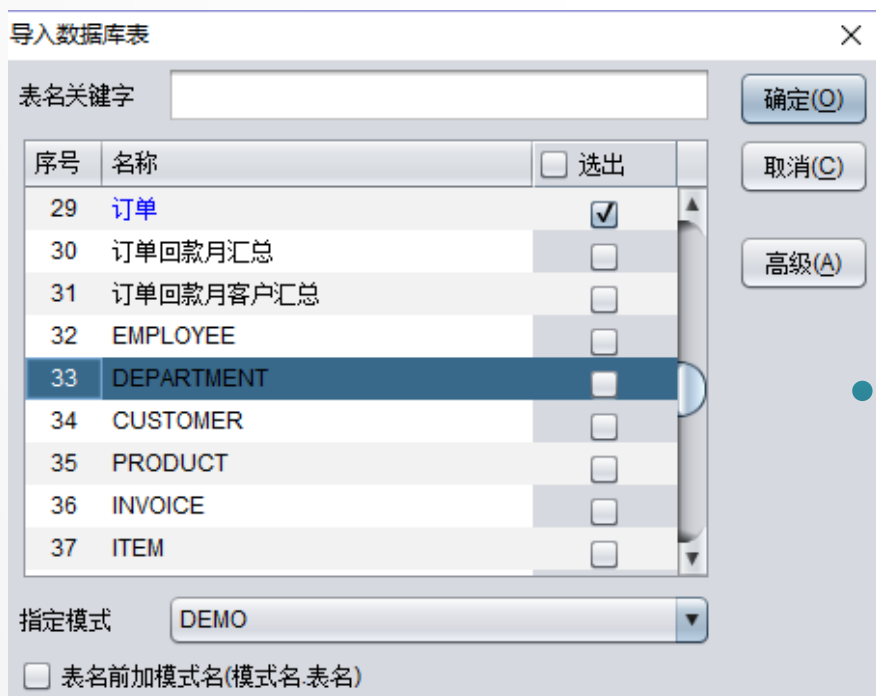 导入数据库表
表名关键字
确定(O)
序号 名称 选出
取消(C)
29 订单
30 订单回款月汇总
高级(A)
31 订单回款月客户汇总
32 EMPLOYEE
33 DEPARTMENT
34 CUSTOMER
35 PRODUCT
36 INVOICE
37 ITEM
指定模式 DEMO
表名前加模式名(模式名.表名)